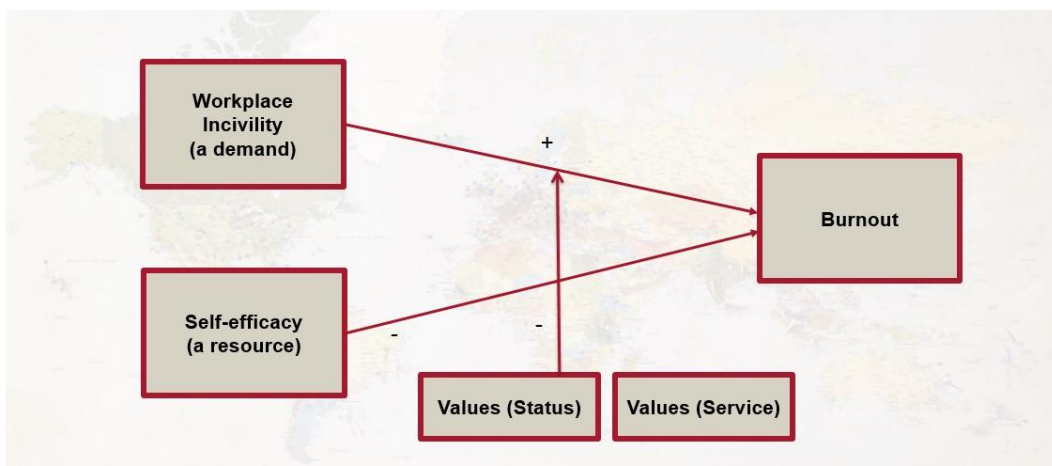 Workplace
Incivility
(a demand)
+
Burnout
Self-efficacy
(a resource)
-
-
Values (Status)
Values (Service)